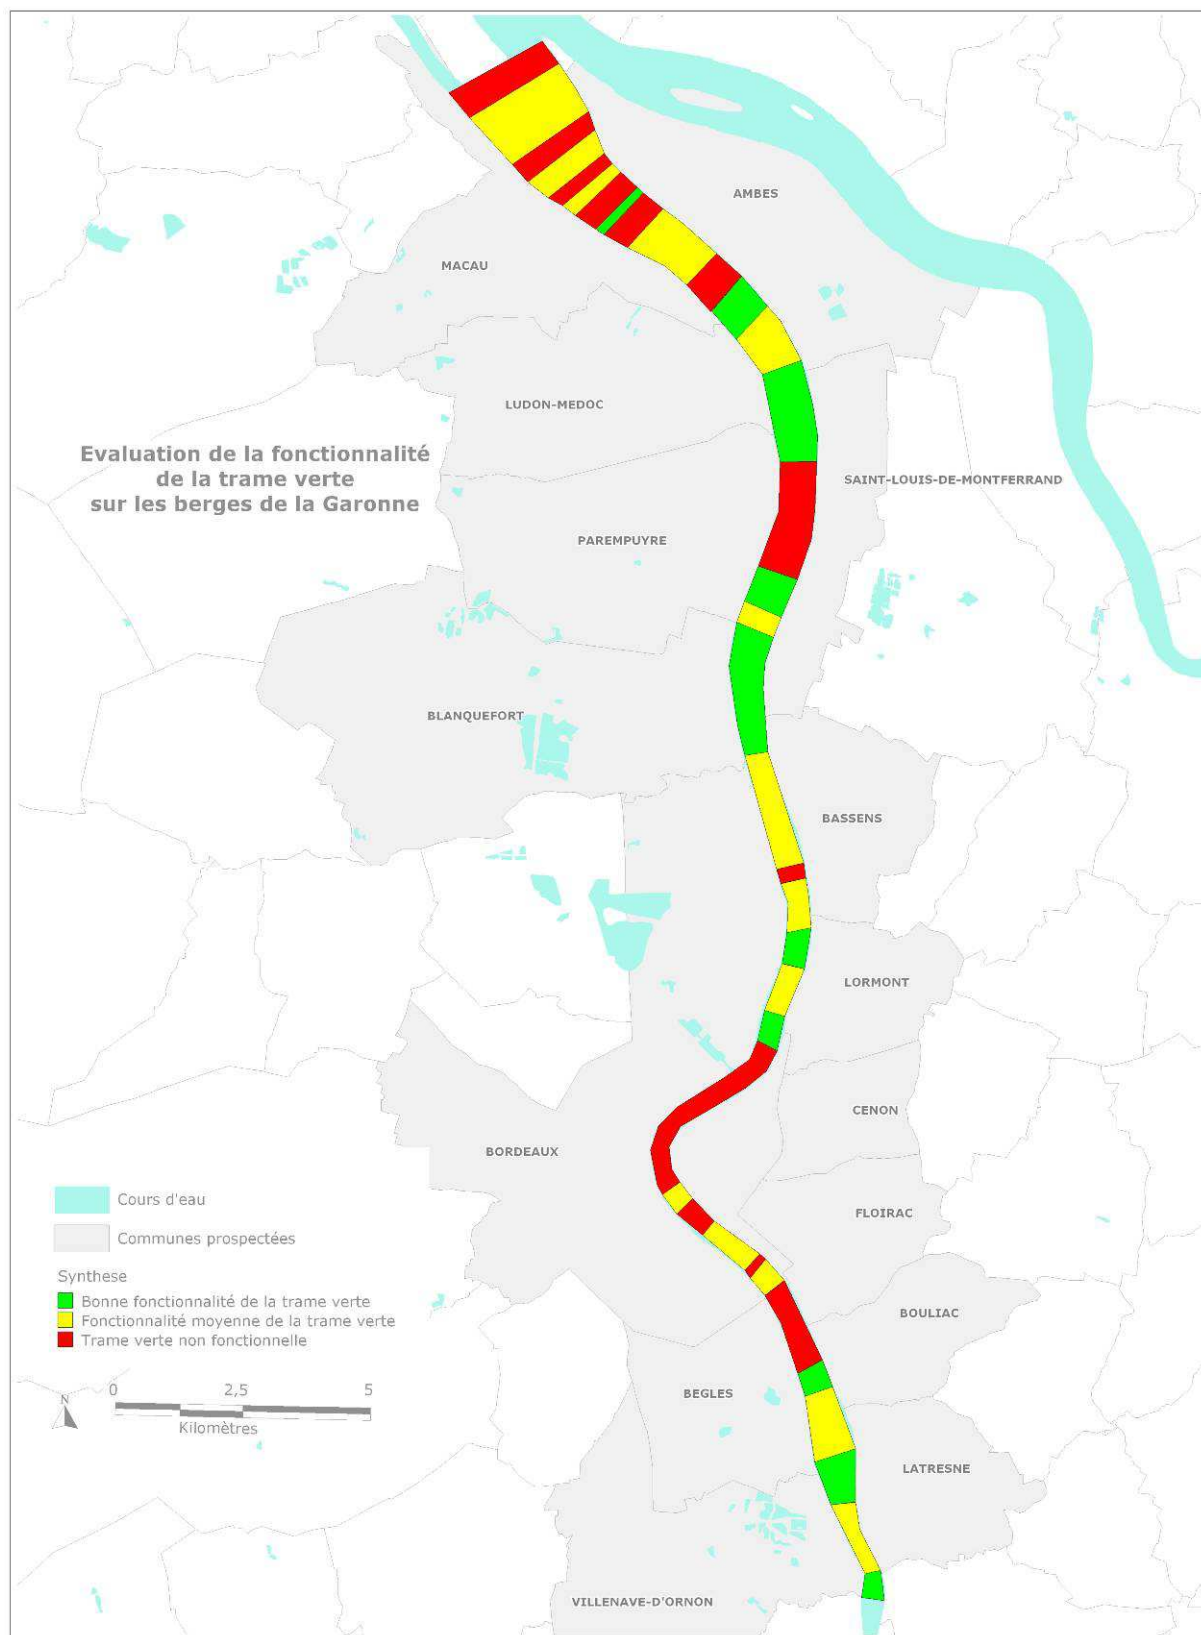 AMBES
MACAU
LUDON-MEDOC
Evaluation de la fonctionnalité
de la trame verte
sur les berges de la Garonne
SAINT-LOUIS-DE-MONTFERRAND
PAREMPUYRE
BLANQUEFORT
BASSENS
LORMONT
CENON
BORDEAUX
FLOIRAC
BOULIAC
BEGLES
LATRESNE
VILLENAVE-D'ORNON
Cours d'eau
Communes prospectées
Synthese
Bonne fonctionnalité de la trame verte
Fonctionnalité moyenne de la trame verte
Trame verte non fonctionnelle
N
0 2,5 5
Kilomètres